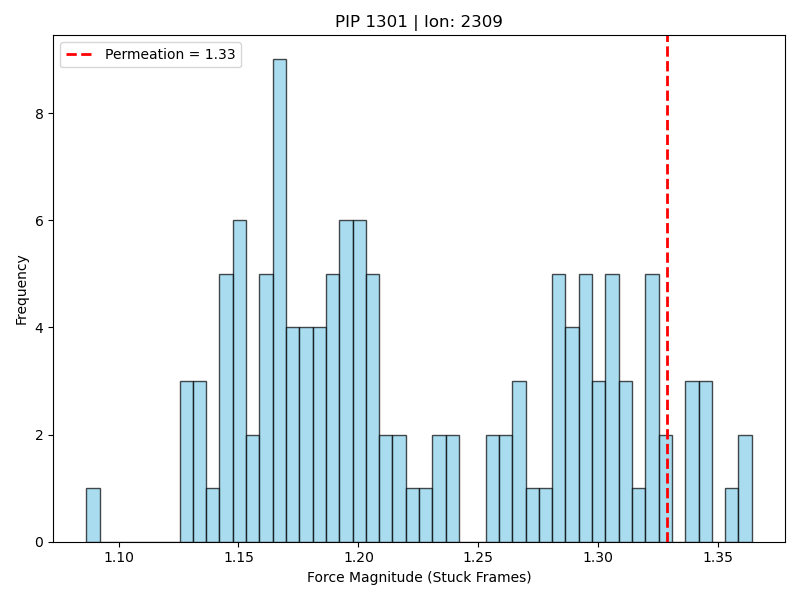 PIP 1301 | Ion: 2309
Permeation = 1.33
8
6
4
2
0
Frequency
1.10 1.15 1.20 1.25 1.30 1.35
Force Magnitude (Stuck Frames)